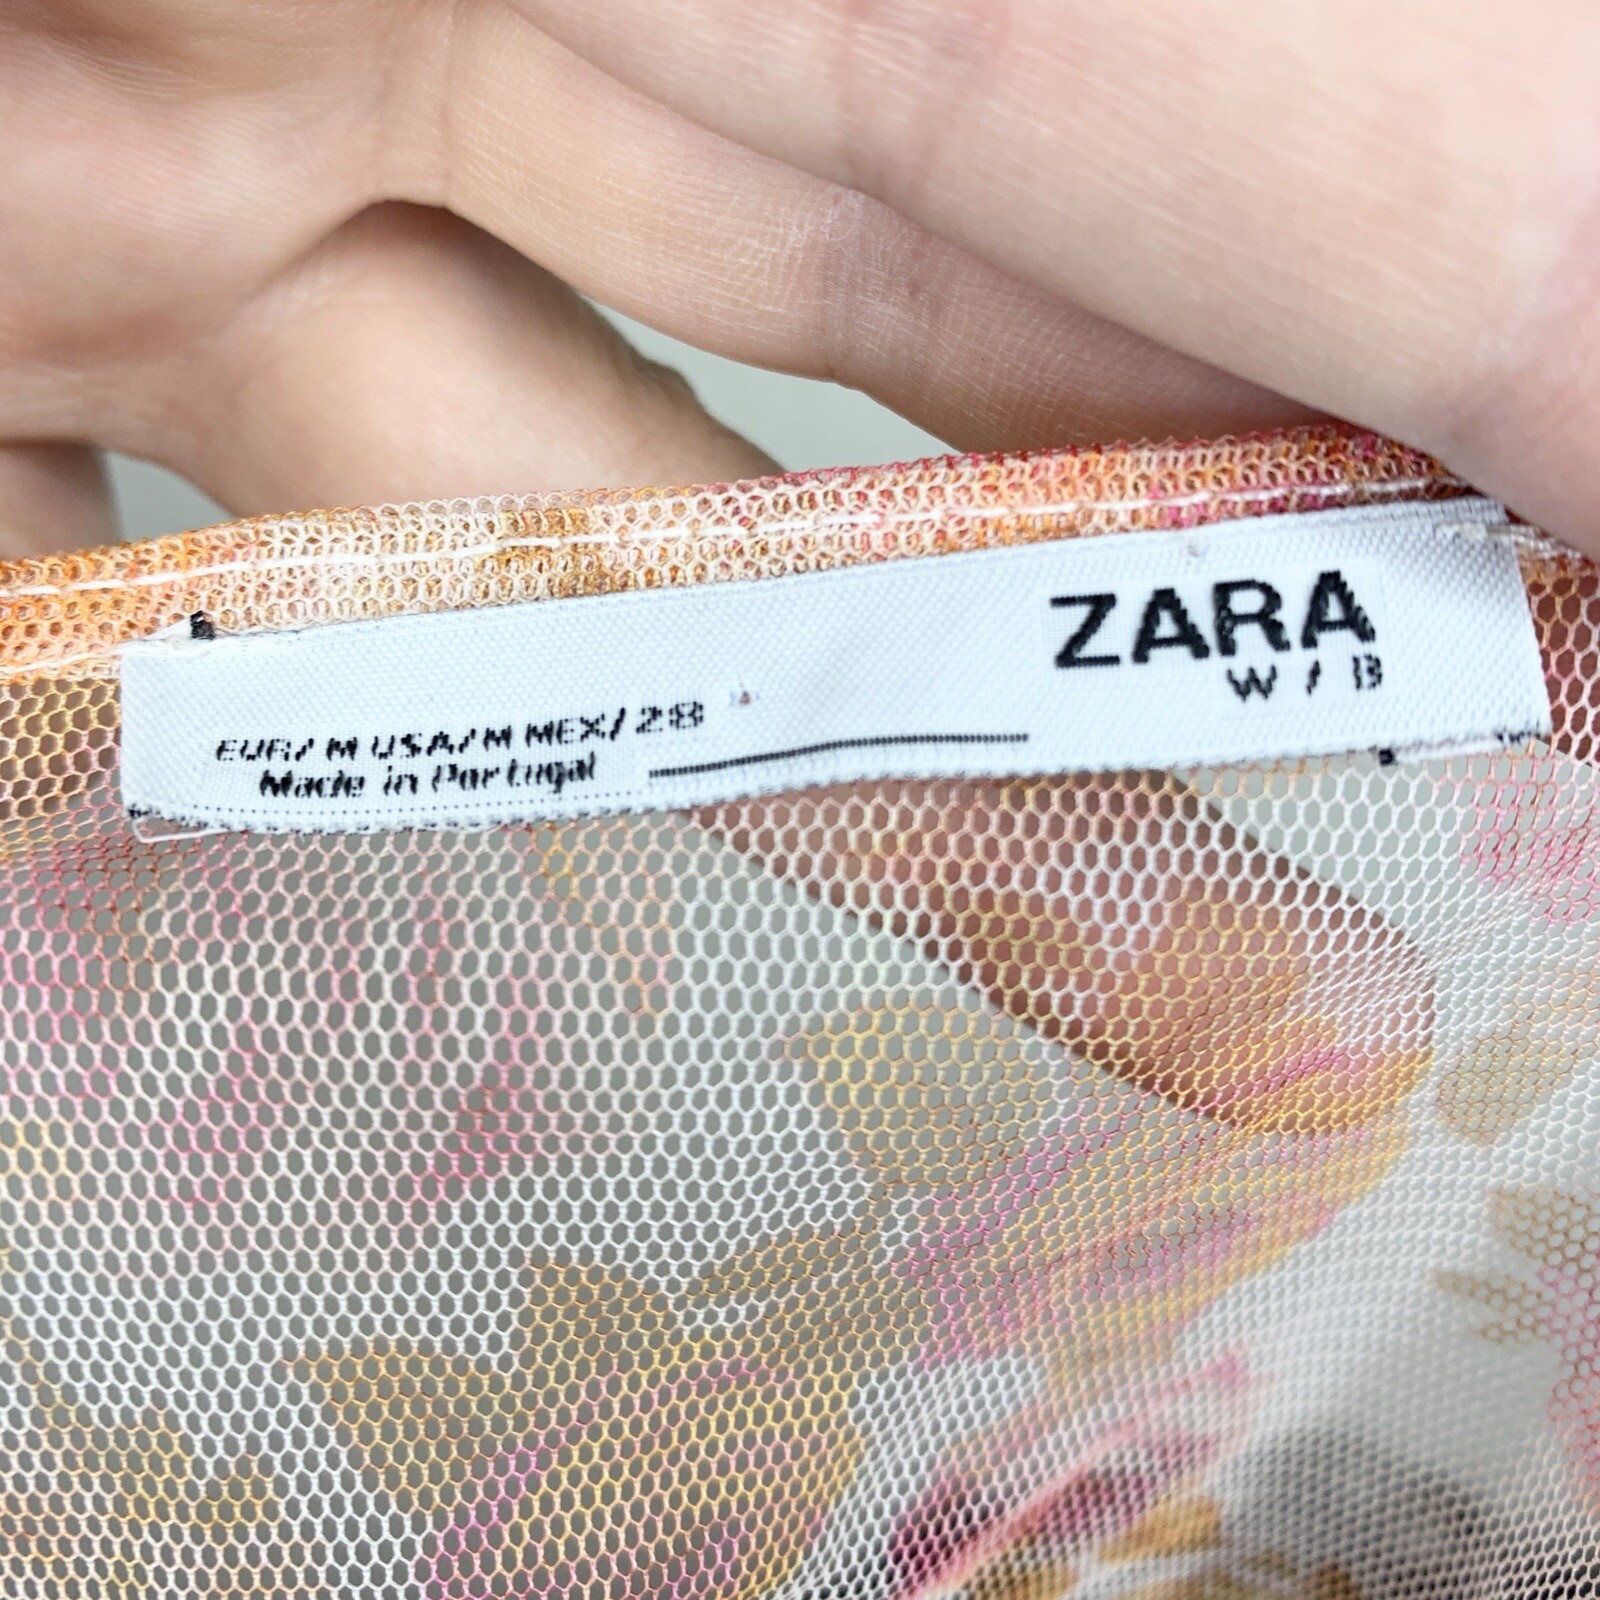 ZARA
W / B
EUR/ M USA/ M MEX/ 28
Made in Portugal